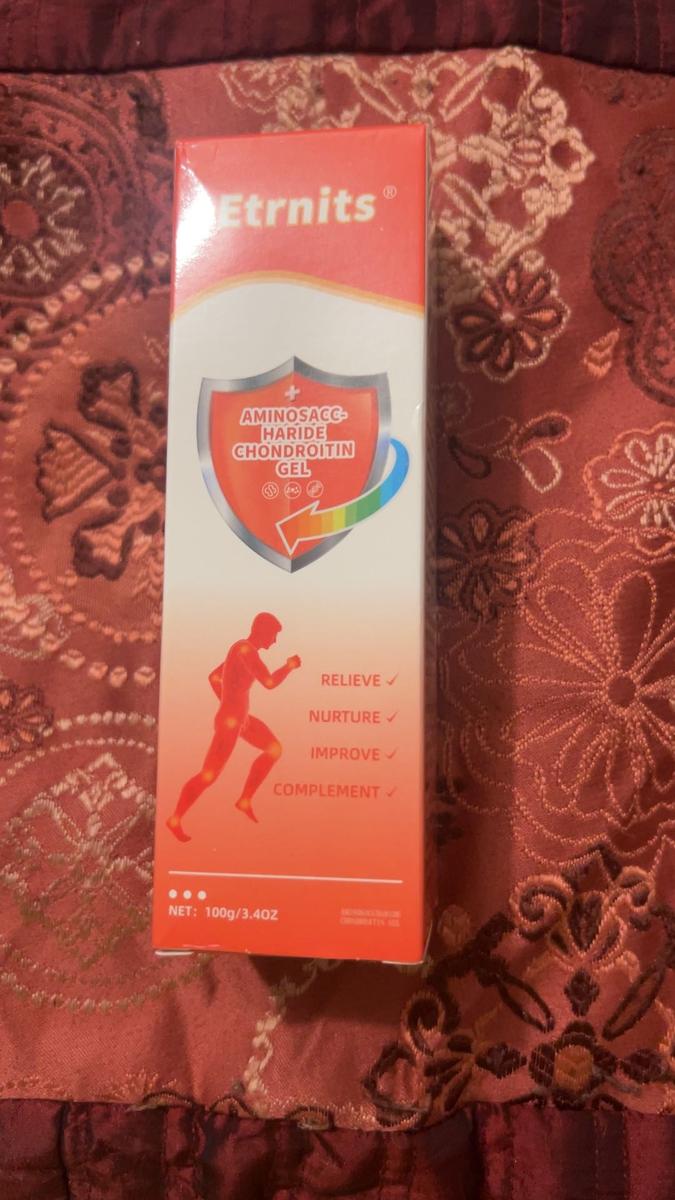 Etrnits®
AMINOSACC-
HARIDE
CHONDROITIN
GEL
RELIEVE ✓
NURTURE ✓
IMPROVE ✓
COMPLEMENT ✓
NET: 100g/3.4OZ